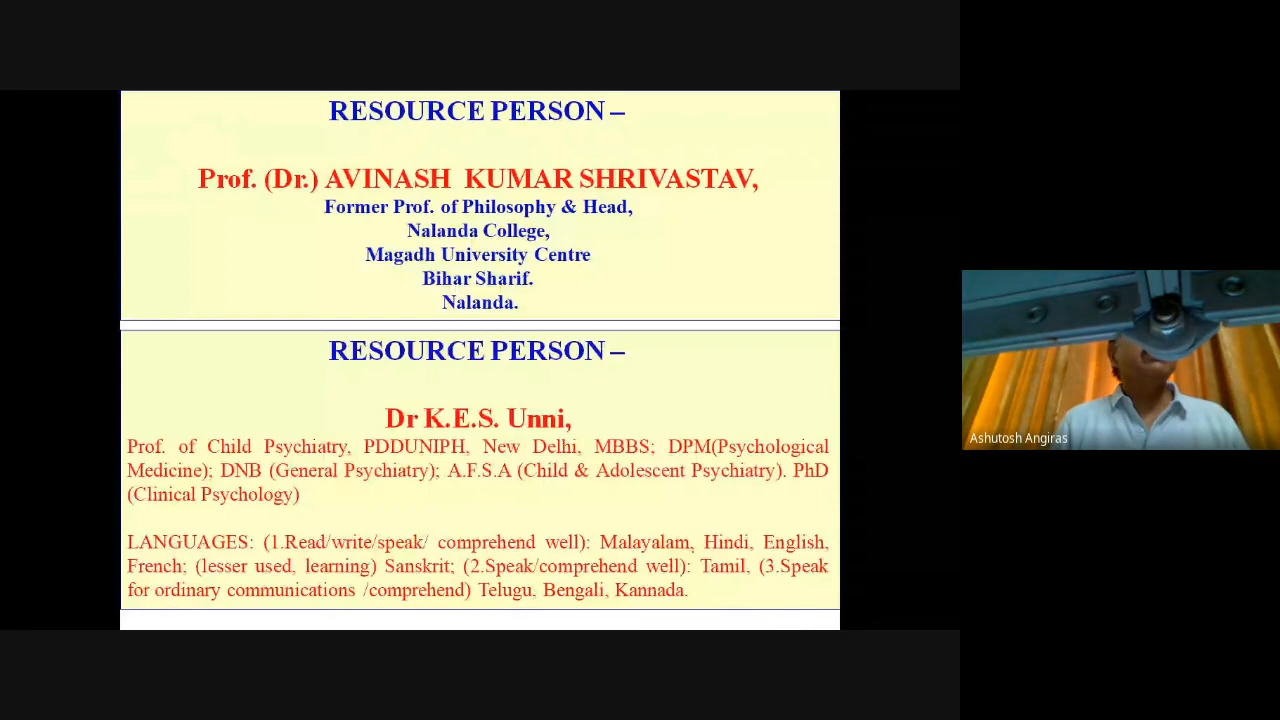 RESOURCE PERSON –
Prof. (Dr.) AVINASH KUMAR SHRIVASTAV,
Former Prof. of Philosophy & Head,
Nalanda College,
Magadh University Centre
Bihar Sharif.
Nalanda.
RESOURCE PERSON –
Dr K.E.S. Unni,
Prof. of Child Psychiatry, PDDUNIPH, New Delhi, MBBS; DPM(Psychological
Medicine); DNB (General Psychiatry); A.F.S.A (Child & Adolescent Psychiatry). PhD
(Clinical Psychology)
LANGUAGES: (1.Read/write/speak/ comprehend well): Malayalam, Hindi, English,
French; (lesser used, learning) Sanskrit; (2.Speak/comprehend well): Tamil, (3.Speak
for ordinary communications /comprehend) Telugu, Bengali, Kannada.
Ashutosh Angiras